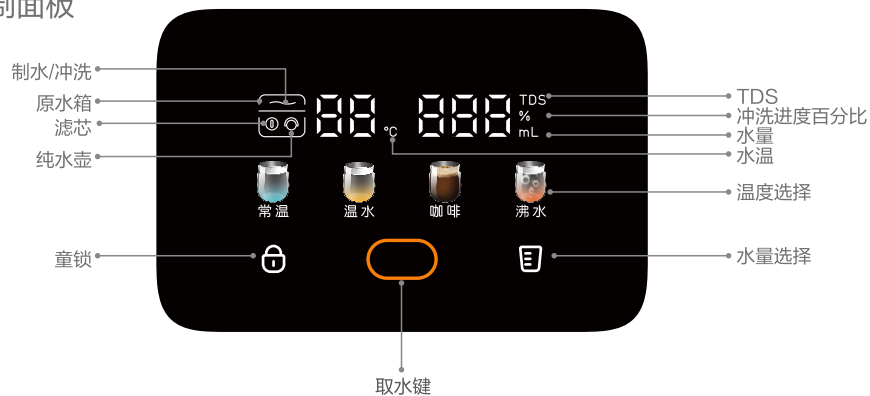 制面板
制水/冲洗
原水箱
滤芯
纯水壶
童锁
88
℃
888
TDS
%
mL
常温
温水
咖啡
沸水
TDS
冲洗进度百分比
水量
水温
温度选择
水量选择
取水键